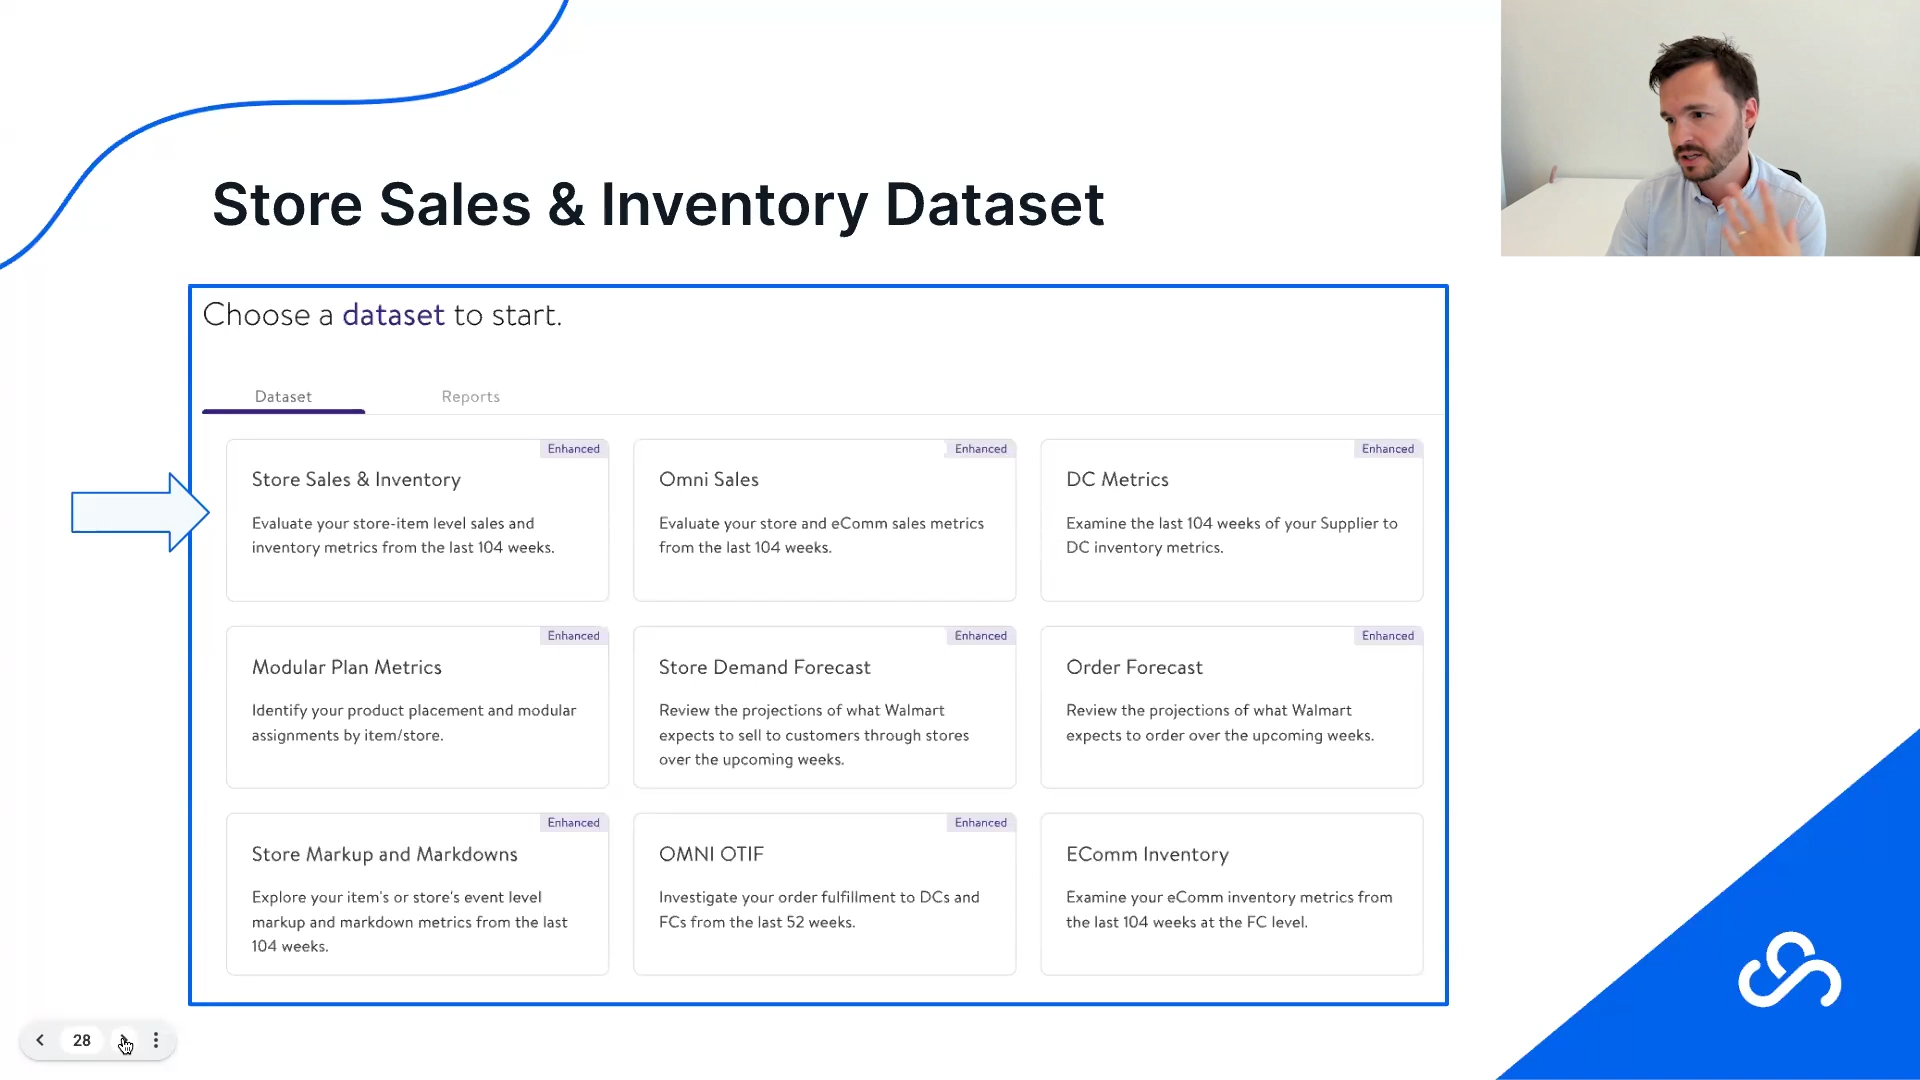 Store Sales & Inventory Dataset
Choose a dataset to start.
Dataset
Reports
Enhanced
Store Sales & Inventory
Evaluate your store-item level sales and
inventory metrics from the last 104 weeks.
Enhanced
Omni Sales
Evaluate your store and eComm sales metrics
from the last 104 weeks.
Enhanced
DC Metrics
Examine the last 104 weeks of your Supplier to
DC inventory metrics.
Enhanced
Modular Plan Metrics
Identify your product placement and modular
assignments by item/store.
Enhanced
Store Demand Forecast
Review the projections of what Walmart
expects to sell to customers through stores
over the upcoming weeks.
Enhanced
Order Forecast
Review the projections of what Walmart
expects to order over the upcoming weeks.
Enhanced
Store Markup and Markdowns
Explore your item's or store's event level
markup and markdown metrics from the last
104 weeks.
Enhanced
OMNI OTIF
Investigate your order fulfillment to DCs and
FCs from the last 52 weeks.
EComm Inventory
Examine your eComm inventory metrics from
the last 104 weeks at the FC level.
28